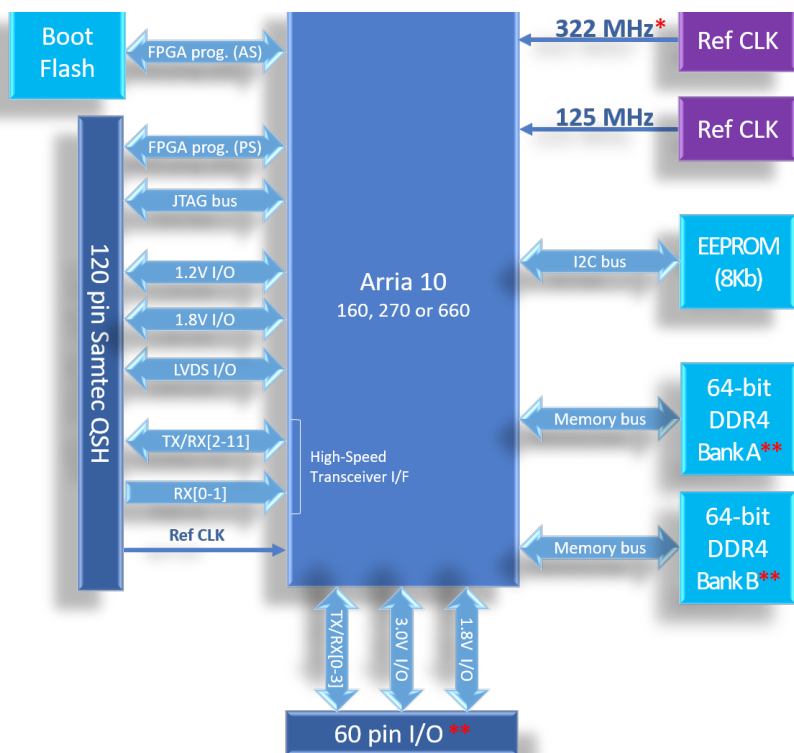 Boot
Flash
FPGA prog. (AS)
322 MHz*
Ref CLK
125 MHz
Ref CLK
FPGA prog. (PS)
JTAG bus
1.2V I/O
1.8V I/O
LVDS I/O
TX/RX[2-11]
RX[0-1]
Ref CLK
120 pin Samtec QSH
Arria 10
160, 270 or 660
High-Speed
Transceiver I/F
I2C bus
EEPROM
(8Kb)
Memory bus
64-bit
DDR4
Bank A**
Memory bus
64-bit
DDR4
Bank B**
TX/RX[0-3]
3.0V I/O
1.8V I/O
60 pin I/O **